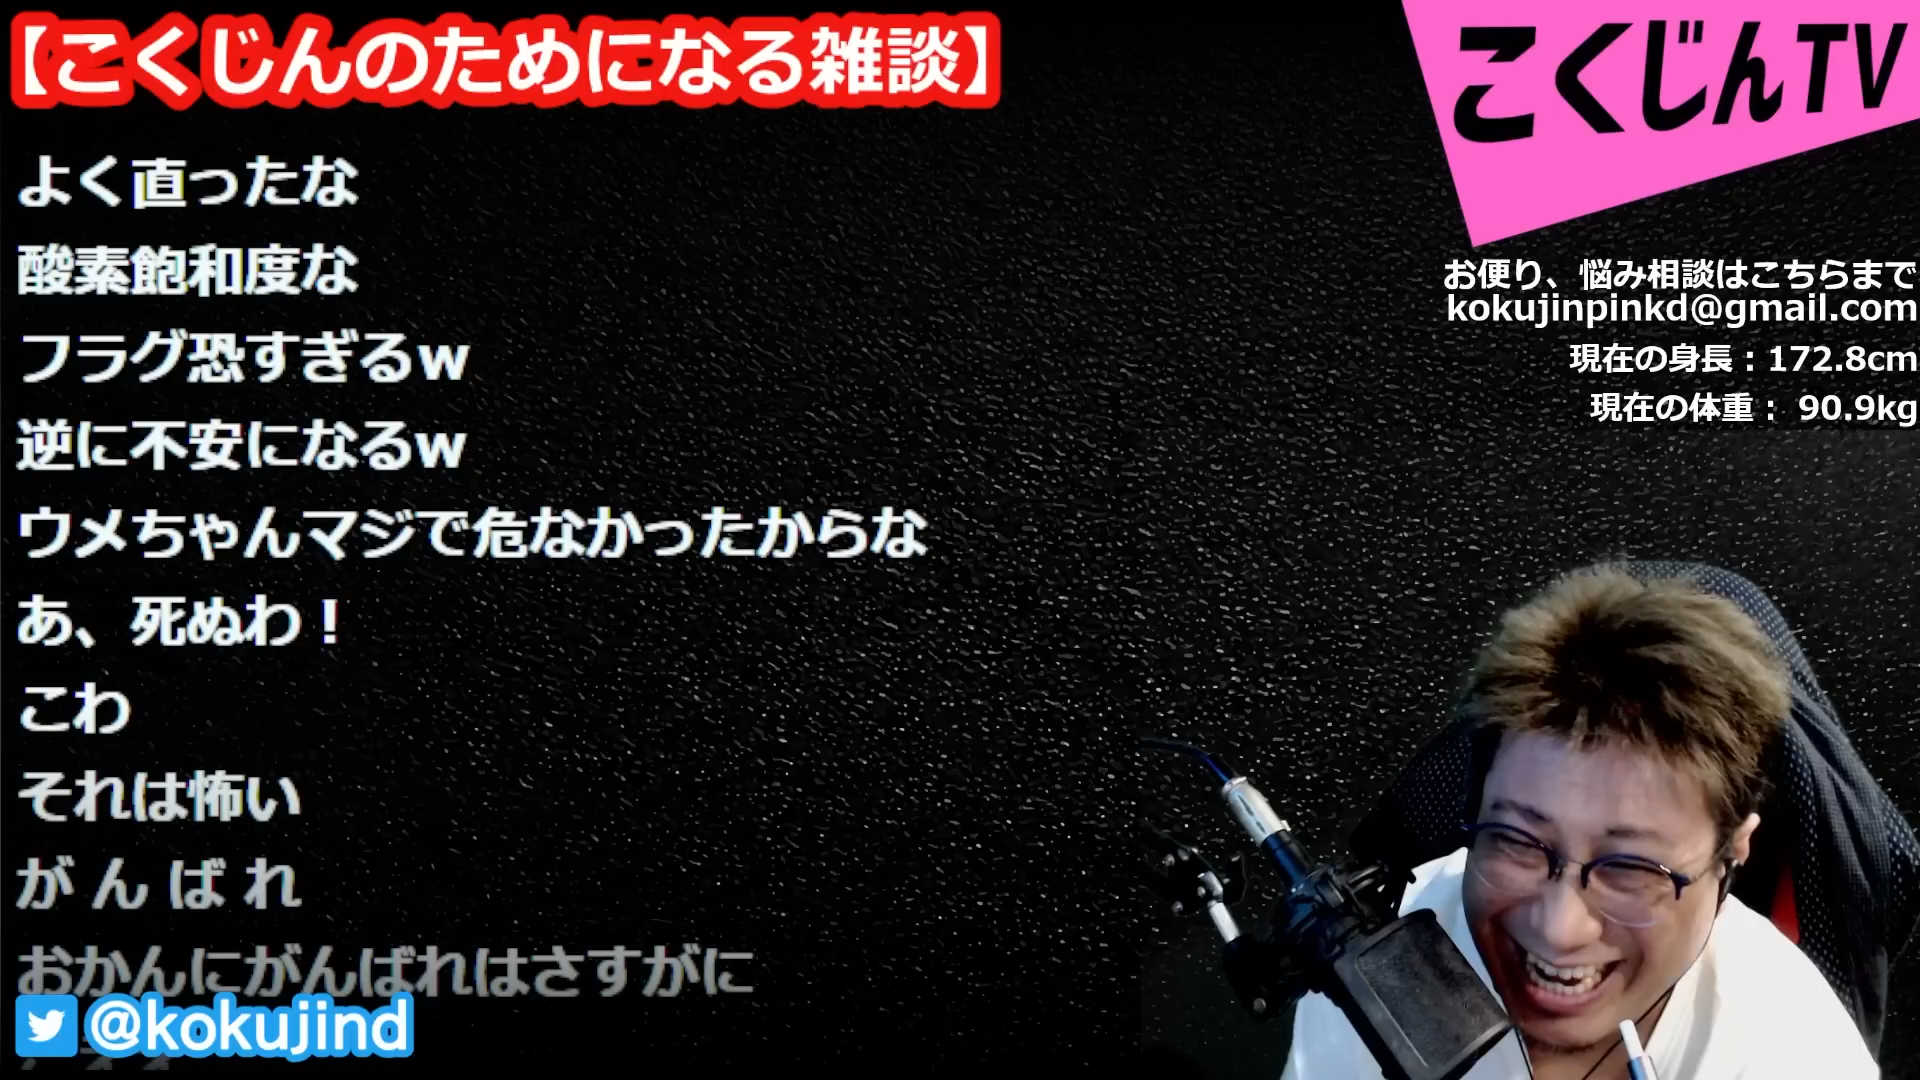 【こくじんのためになる雑談】
こくじんTV
お便り、悩み相談はこちらまで
kokujinpinkd@gmail.com
現在の身長：172.8cm
現在の体重： 90.9kg
よく直ったな
酸素飽和度な
フラグ恐すぎるw
逆に不安になるw
ウメちゃんマジで危なかったからな
あ、死ぬわ！
こわ
それは怖い
が ん ば れ
おかんにがんばれはさすがに
@kokujind